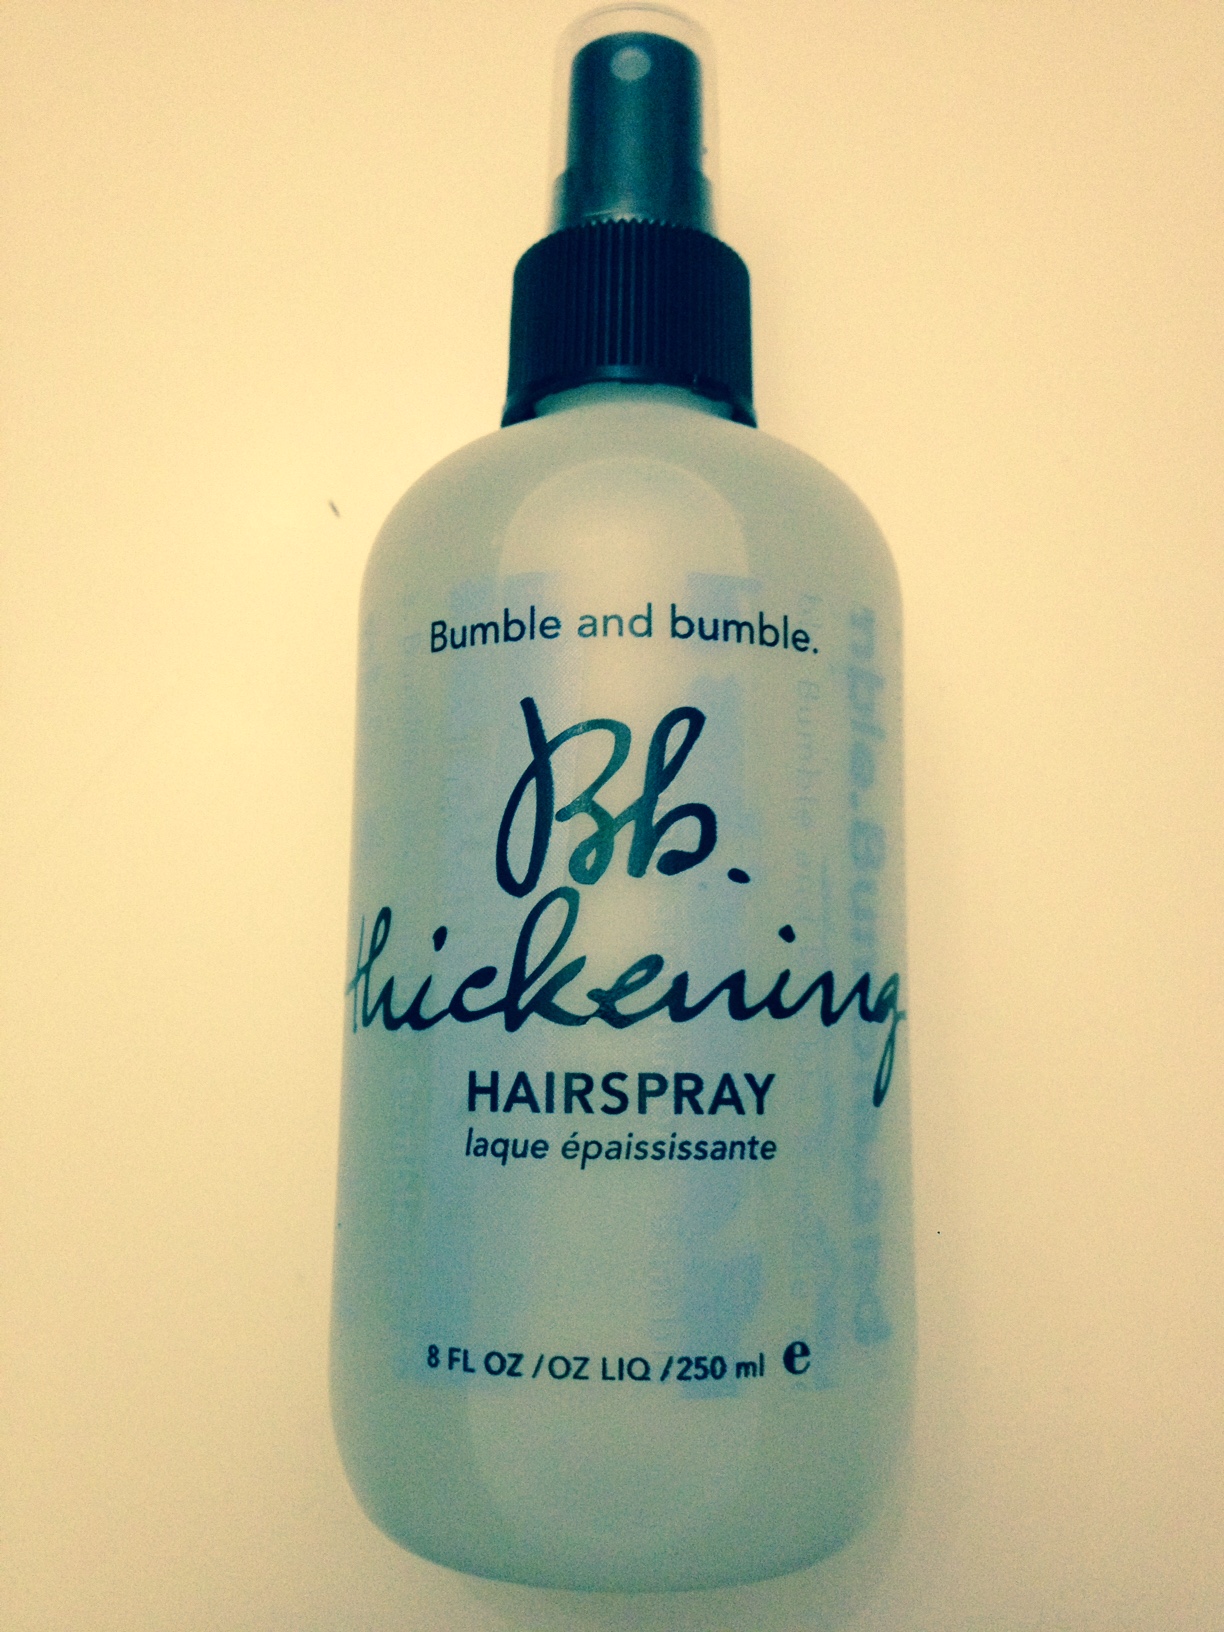 Bumble and bumble.
Bb.
thickening
HAIRSPRAY
laque épaississante
8 FL OZ /OZ LIQ /250 ml e